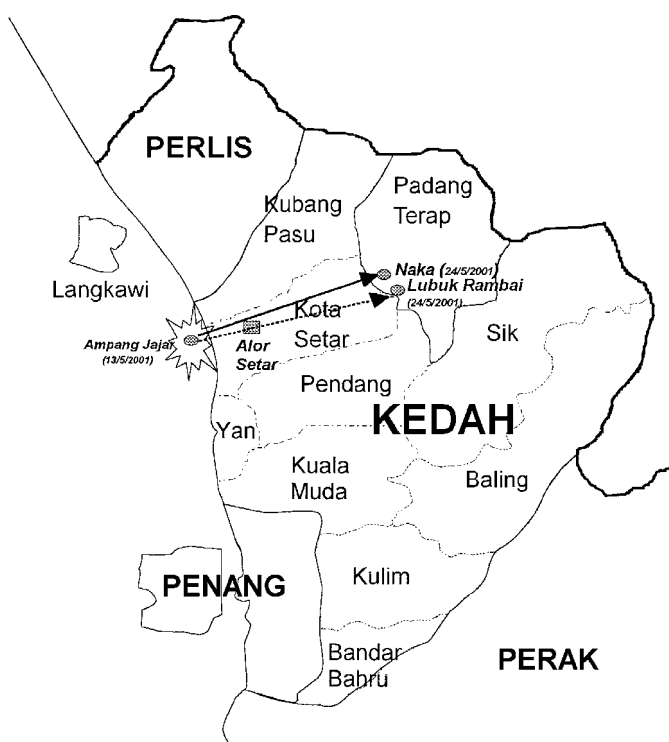 PERLIS
Padang
Terap
Kubang
Pasu
Naka (24/5/2001)
Lubuk Rambai
(24/5/2001)
Langkawi
Kota
Setar
Sik
Ampang Jajar
(13/5/2001)
Alor
Setar
Pendang
KEDAH
Yan
Kuala
Muda
Baling
PENANG
Kulim
Bandar
Bahru
PERAK